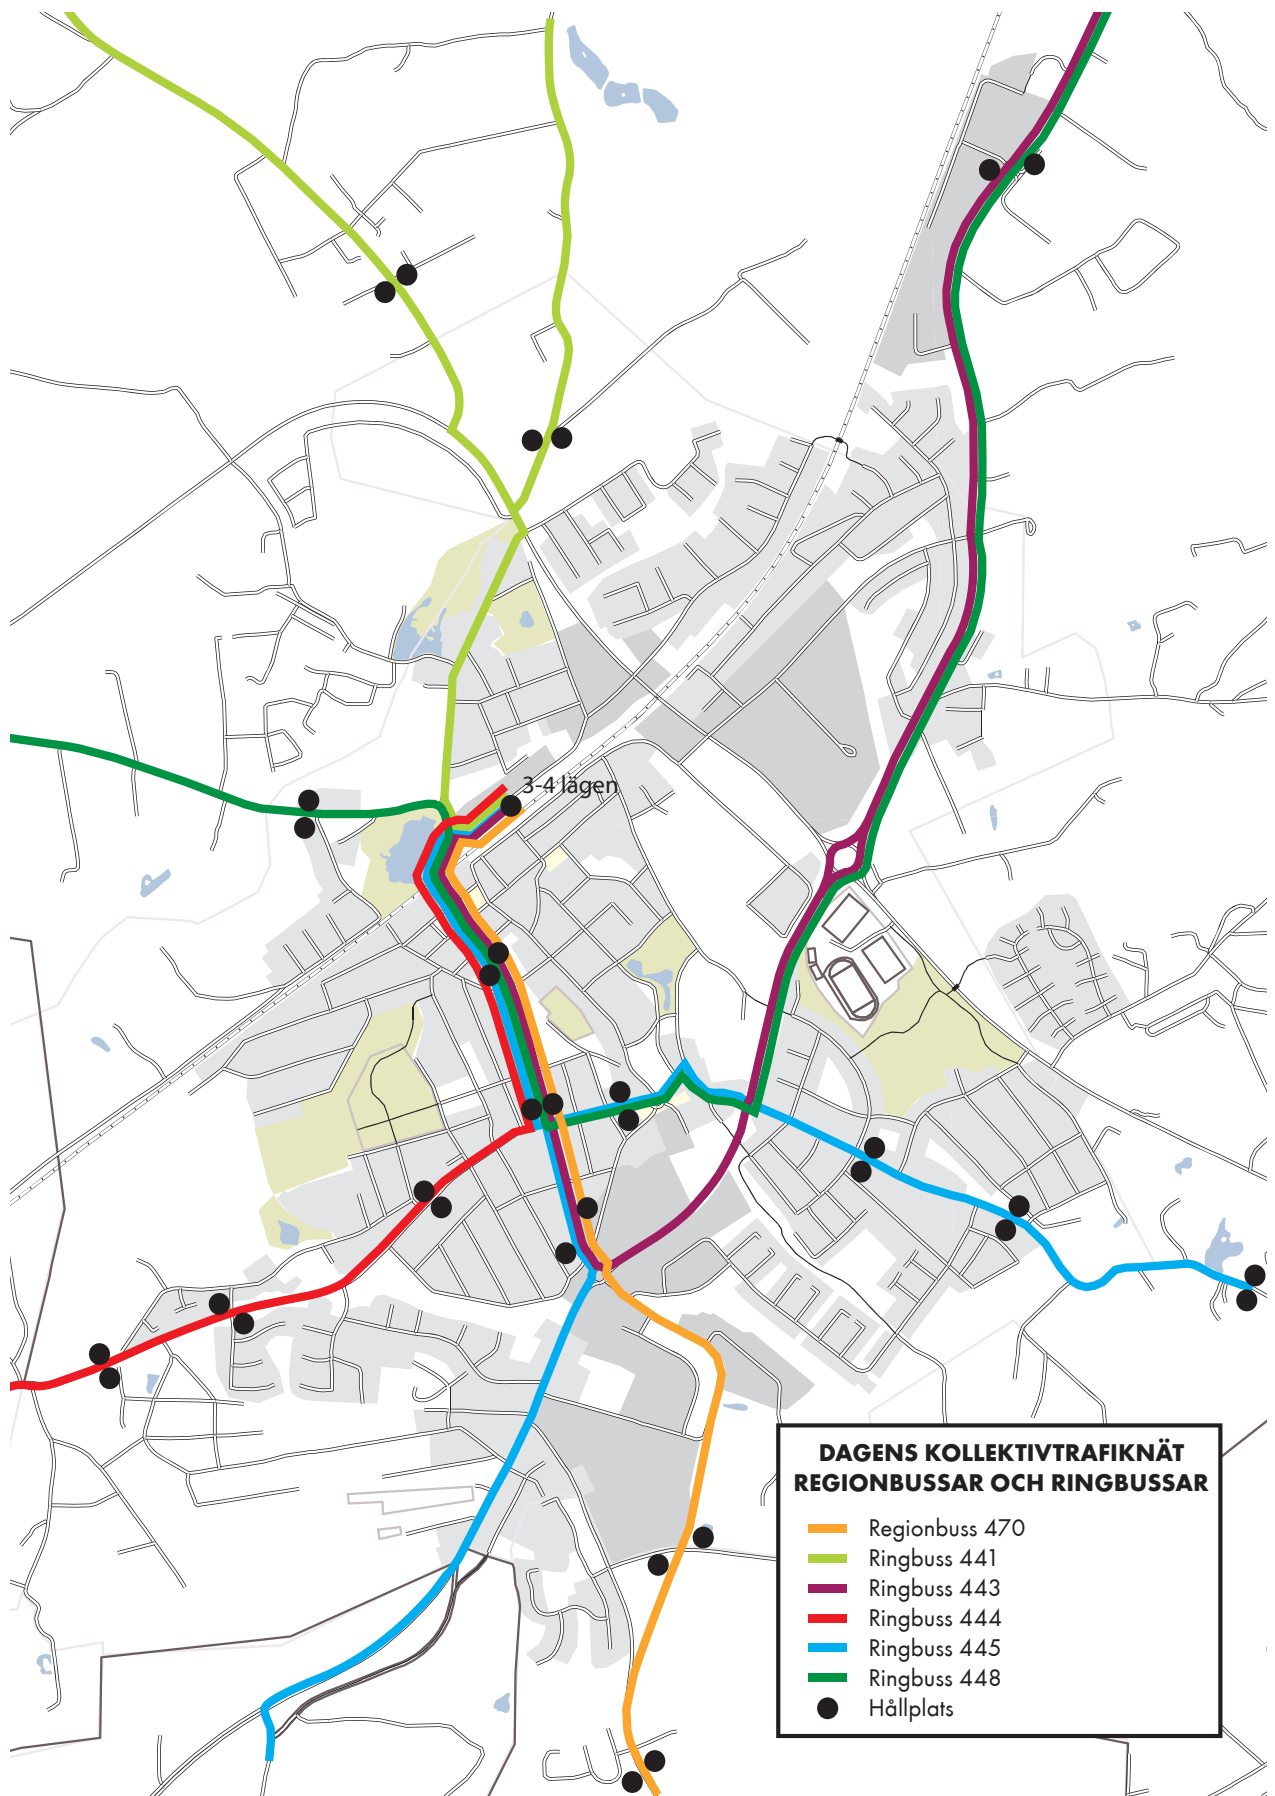 3-4 lägen
DAGENS KOLLEKTIVTRAFIKNÄT
REGIONBUSSAR OCH RINGBUSSAR
Regionbuss 470
Ringbuss 441
Ringbuss 443
Ringbuss 444
Ringbuss 445
Ringbuss 448
Hållplats